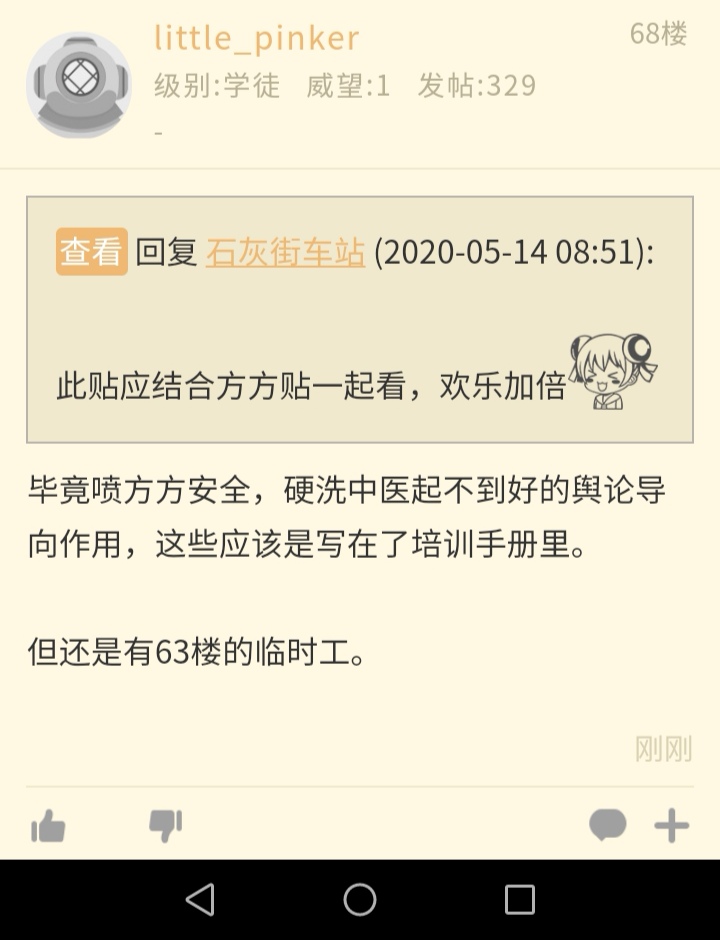 little_pinker
68楼
级别:学徒 威望:1 发帖:329
-
查看 回复 石灰街车站 (2020-05-14 08:51):
此贴应结合方方贴一起看，欢乐加倍
毕竟喷方方安全，硬洗中医起不到好的舆论导
向作用，这些应该是写在了培训手册里。
但还是有63楼的临时工。
刚刚